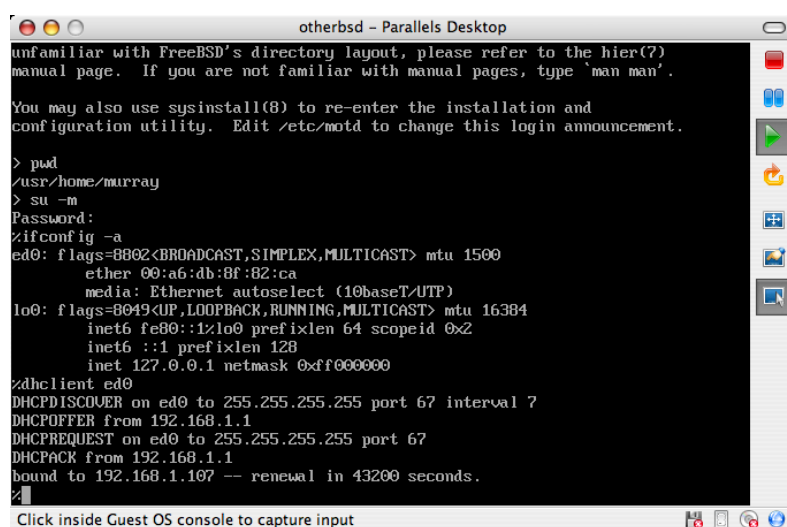 otherbsd – Parallels Desktop
unfamiliar with FreeBSD's directory layout, please refer to the hier(7)
manual page.  If you are not familiar with manual pages, type `man man'.
You may also use sysinstall(8) to re-enter the installation and
configuration utility.  Edit /etc/motd to change this login announcement.
> pwd
/usr/home/murray
> su -m
Password:
%ifconfig -a
ed0: flags=8802<BROADCAST,SIMPLEX,MULTICAST> mtu 1500
        ether 00:a6:db:8f:82:ca
        media: Ethernet autoselect (10baseT/UTP)
lo0: flags=8049<UP,LOOPBACK,RUNNING,MULTICAST> mtu 16384
        inet6 fe80::1%lo0 prefixlen 64 scopeid 0x2
        inet6 ::1 prefixlen 128
        inet 127.0.0.1 netmask 0xff000000
%dhclient ed0
DHCPDISCOVER on ed0 to 255.255.255.255 port 67 interval 7
DHCPOFFER from 192.168.1.1
DHCPREQUEST on ed0 to 255.255.255.255 port 67
DHCPACK from 192.168.1.1
bound to 192.168.1.107 -- renewal in 43200 seconds.
%
Click inside Guest OS console to capture input